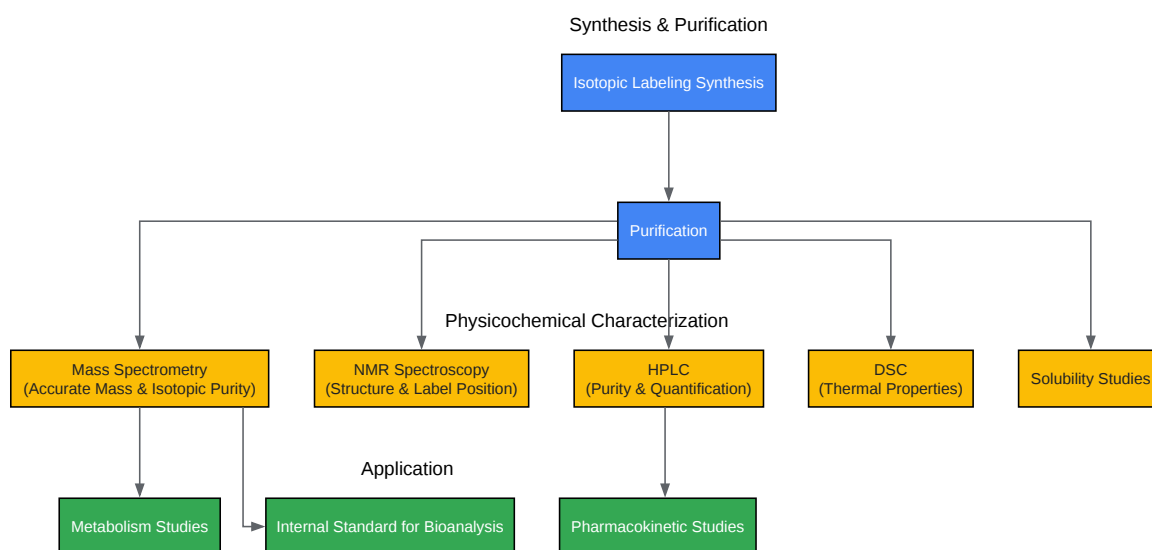 Synthesis & Purification
Isotopic Labeling Synthesis
Purification
Physicochemical Characterization
Mass Spectrometry
(Accurate Mass & Isotopic Purity)
NMR Spectroscopy
(Structure & Label Position)
HPLC
(Purity & Quantification)
DSC
(Thermal Properties)
Solubility Studies
Application
Metabolism Studies
Internal Standard for Bioanalysis
Pharmacokinetic Studies